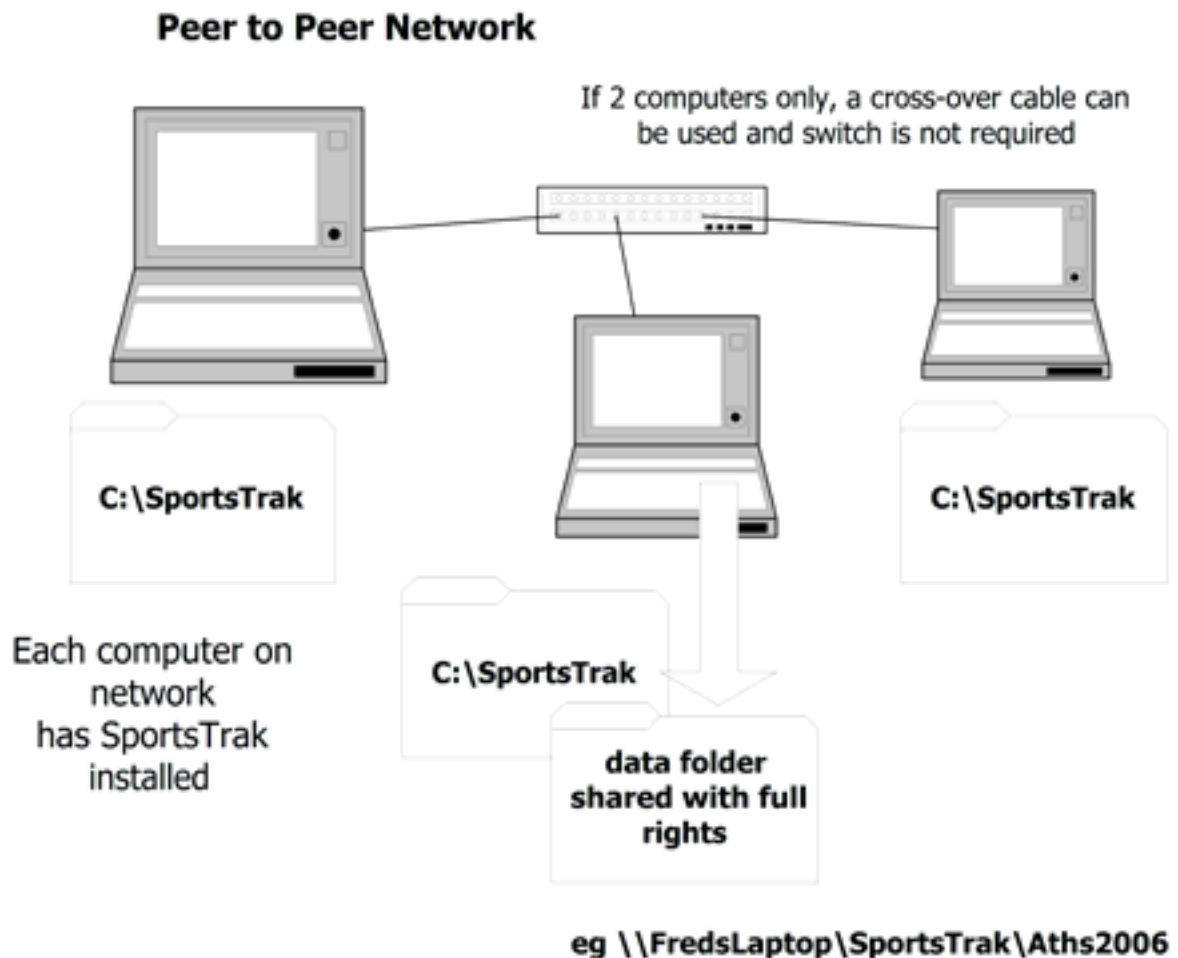 Peer to Peer Network
If 2 computers only, a cross-over cable can
be used and switch is not required
C:\SportsTrak
C:\SportsTrak
Each computer on
network
has SportsTrak
installed
C:\SportsTrak
data folder
shared with full
rights
eg \\FredsLaptop\SportsTrak\Aths2006